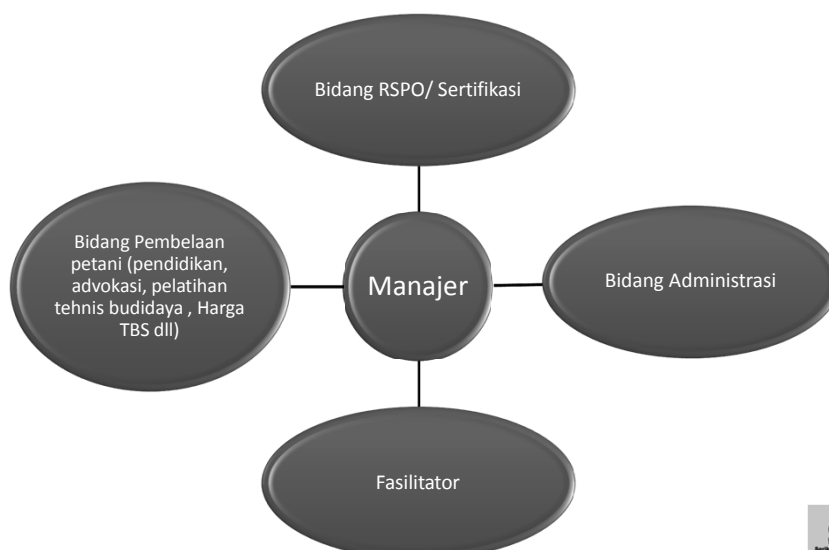 Bidang RSPO/ Sertifikasi
Bidang Pembelaan
petani (pendidikan,
advokasi, pelatihan
tehnis budidaya , Harga
TBS dll)
Manajer
Bidang Administrasi
Fasilitator